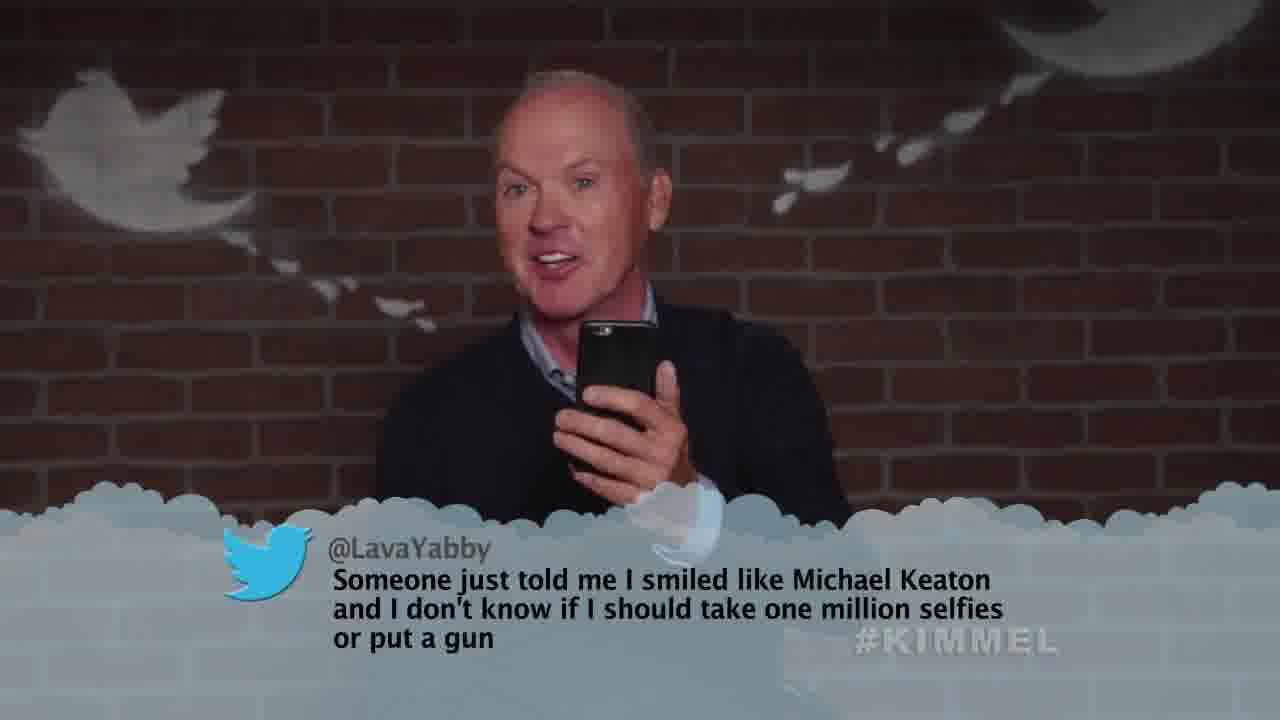 @LavaYabby
Someone just told me I smiled like Michael Keaton
and I don't know if I should take one million selfies
or put a gun
#KIMMEL